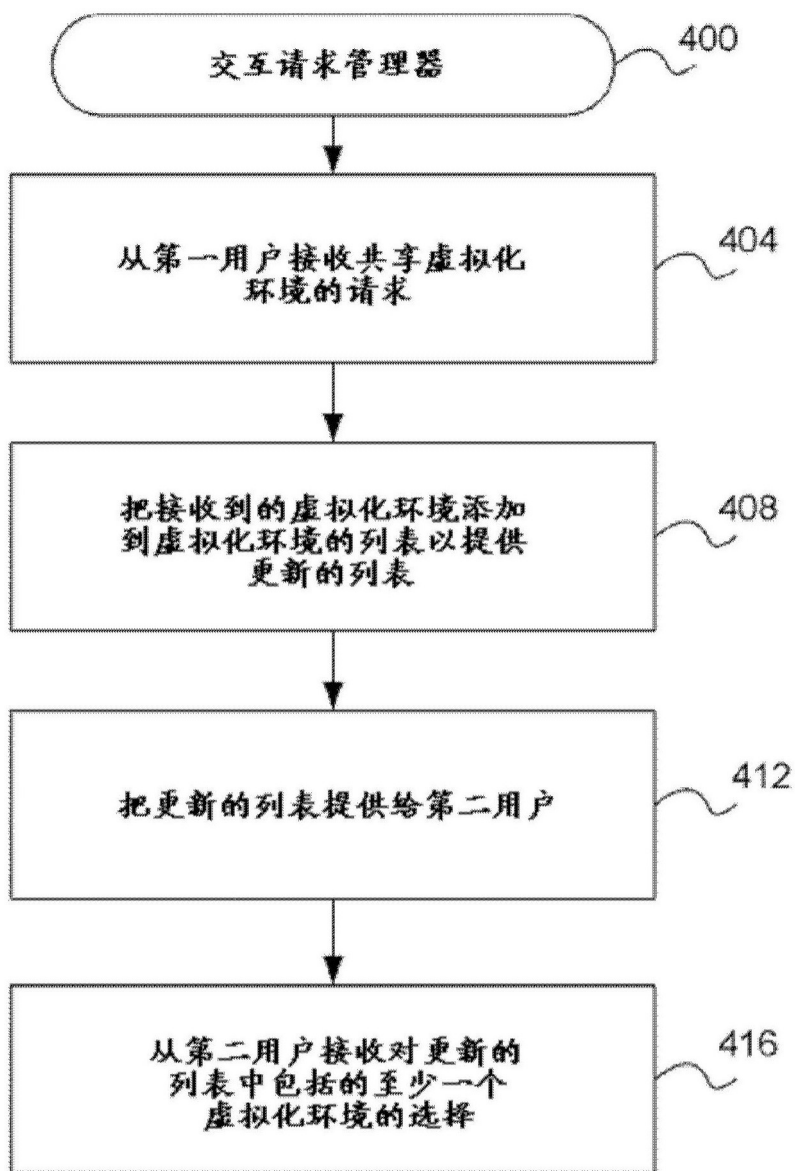 交互请求管理器
400
从第一用户接收共享虚拟化
环境的请求
404
把接收到的虚拟化环境添加
到虚拟化环境的列表以提供
更新的列表
408
把更新的列表提供给第二用户
412
从第二用户接收对更新的
列表中包括的至少一个
虚拟化环境的选择
416